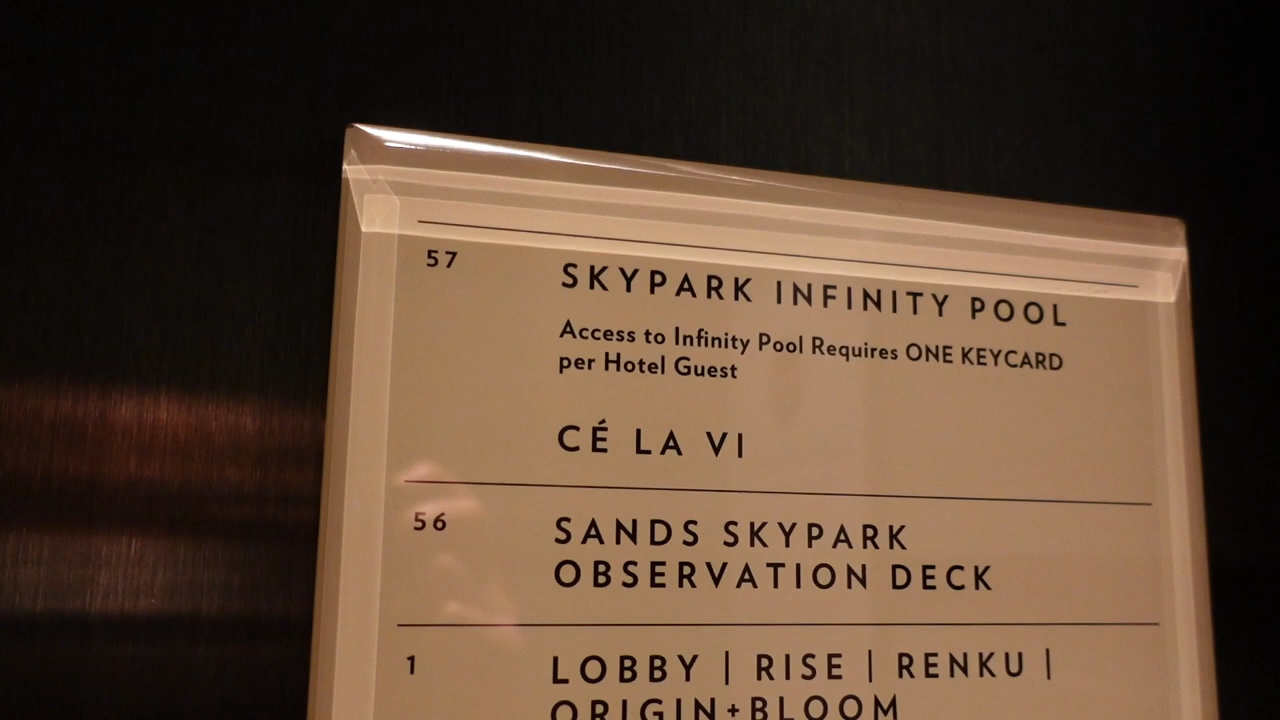 57
SKYPARK INFINITY POOL
Access to Infinity Pool Requires ONE KEYCARD
per Hotel Guest
CÉ LA VI
56
SANDS SKYPARK
OBSERVATION DECK
1
LOBBY | RISE | RENKU |
ORIGIN+BLOOM